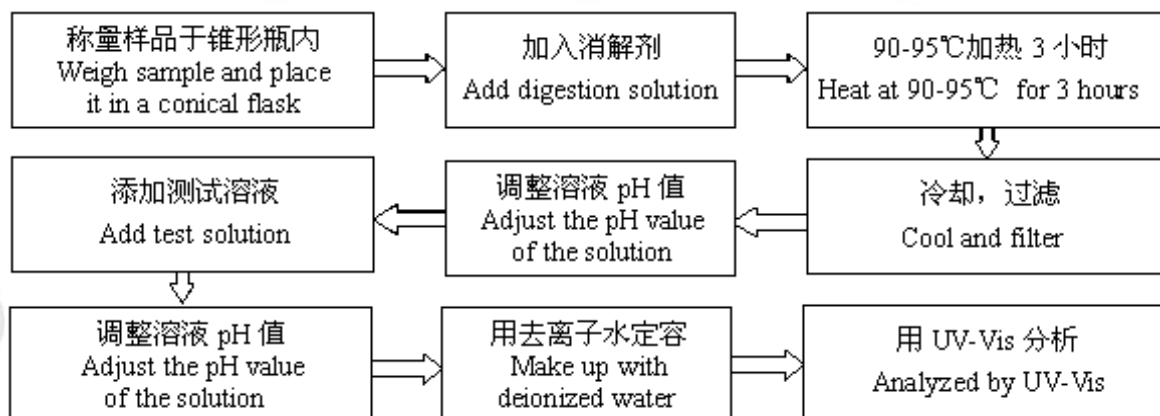 称量样品于锥形瓶内
Weigh sample and place
it in a conical flask
加入消解剂
Add digestion solution
90-95℃加热 3 小时
Heat at 90-95℃ for 3 hours
冷却，过滤
Cool and filter
调整溶液 pH 值
Adjust the pH value
of the solution
添加测试溶液
Add test solution
调整溶液 pH 值
Adjust the pH value
of the solution
用去离子水定容
Make up with
deionized water
用 UV-Vis 分析
Analyzed by UV-Vis